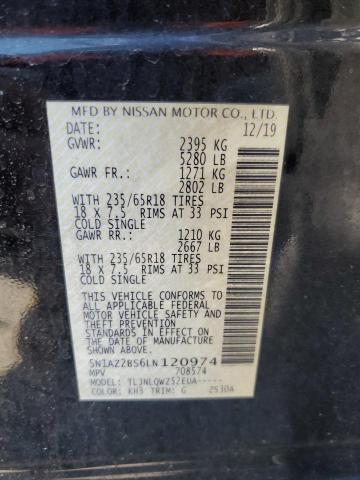 MFD BY NISSAN MOTOR CO., LTD.
DATE: 12/19
GVWR: 2395 KG
5280 LB
GAWR FR.: 1271 KG
2802 LB
WITH 235/65R18 TIRES
18 X 7.5 RIMS AT 33 PSI
COLD SINGLE
GAWR RR.: 1210 KG
2667 LB
WITH 235/65R18 TIRES
18 X 7.5 RIMS AT 33 PSI
COLD SINGLE
THIS VEHICLE CONFORMS TO ALL
APPLICABLE U.S. FEDERAL
MOTOR VEHICLE SAFETY, BUMPER,
AND THEFT PREVENTION
STANDARDS IN EFFECT ON THE
DATE OF MANUFACTURE SHOWN
ABOVE.
5N1AZ2BS6LN120974
MPV 708574
MODEL: TLJNLQWZ52EUA-----
COLOR: KH3 TRIM: G 2S30A